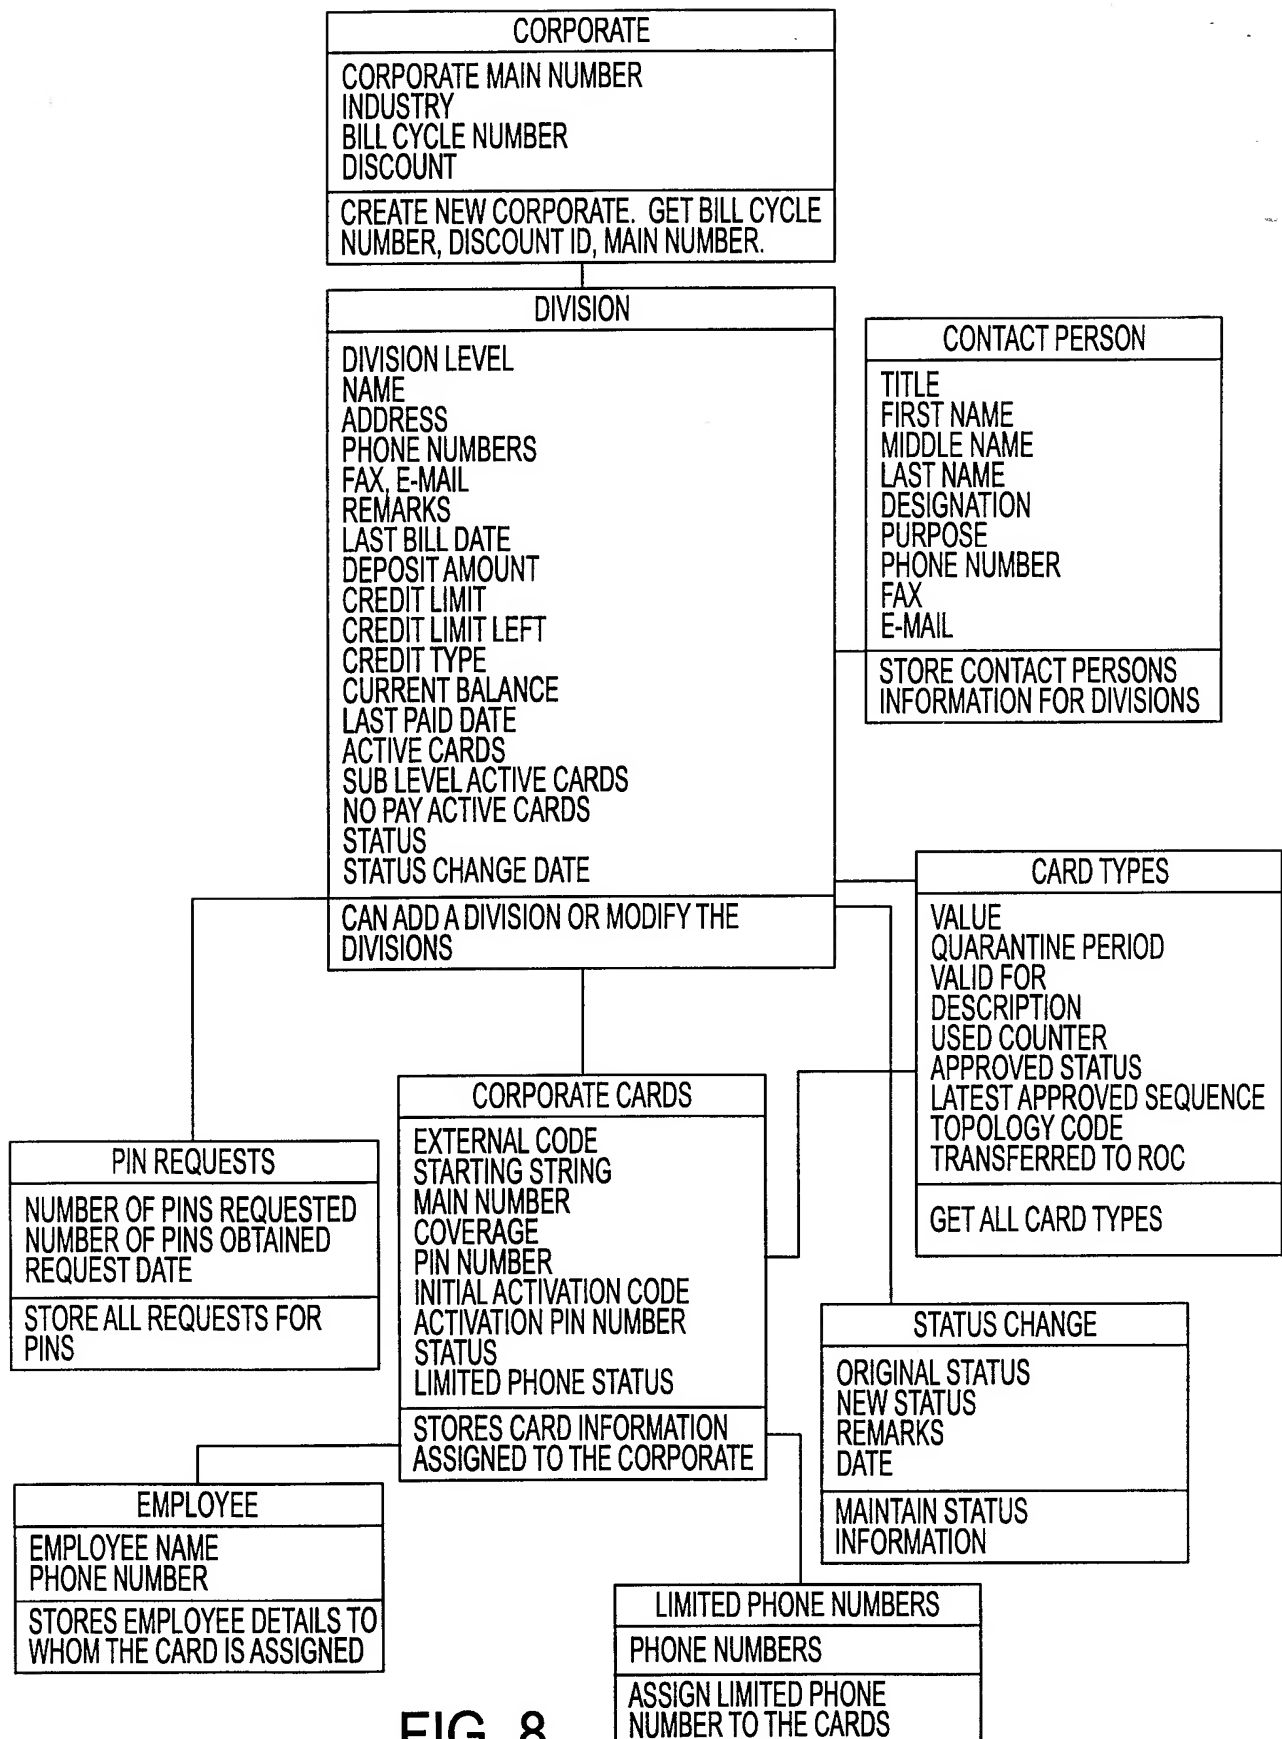 CORPORATE
CORPORATE MAIN NUMBER
INDUSTRY
BILL CYCLE NUMBER
DISCOUNT
CREATE NEW CORPORATE. GET BILL CYCLE
NUMBER, DISCOUNT ID, MAIN NUMBER.
DIVISION
DIVISION LEVEL
NAME
ADDRESS
PHONE NUMBERS
FAX, E-MAIL
REMARKS
LAST BILL DATE
DEPOSIT AMOUNT
CREDIT LIMIT
CREDIT LIMIT LEFT
CREDIT TYPE
CURRENT BALANCE
LAST PAID DATE
ACTIVE CARDS
SUB LEVEL ACTIVE CARDS
NO PAY ACTIVE CARDS
STATUS
STATUS CHANGE DATE
CAN ADD A DIVISION OR MODIFY THE
DIVISIONS
CONTACT PERSON
TITLE
FIRST NAME
MIDDLE NAME
LAST NAME
DESIGNATION
PURPOSE
PHONE NUMBER
FAX
E-MAIL
STORE CONTACT PERSONS
INFORMATION FOR DIVISIONS
CARD TYPES
VALUE
QUARANTINE PERIOD
VALID FOR
DESCRIPTION
USED COUNTER
APPROVED STATUS
LATEST APPROVED SEQUENCE
TOPOLOGY CODE
TRANSFERRED TO ROC
GET ALL CARD TYPES
CORPORATE CARDS
EXTERNAL CODE
STARTING STRING
MAIN NUMBER
COVERAGE
PIN NUMBER
INITIAL ACTIVATION CODE
ACTIVATION PIN NUMBER
STATUS
LIMITED PHONE STATUS
STORES CARD INFORMATION
ASSIGNED TO THE CORPORATE
PIN REQUESTS
NUMBER OF PINS REQUESTED
NUMBER OF PINS OBTAINED
REQUEST DATE
STORE ALL REQUESTS FOR
PINS
STATUS CHANGE
ORIGINAL STATUS
NEW STATUS
REMARKS
DATE
MAINTAIN STATUS
INFORMATION
EMPLOYEE
EMPLOYEE NAME
PHONE NUMBER
STORES EMPLOYEE DETAILS TO
WHOM THE CARD IS ASSIGNED
LIMITED PHONE NUMBERS
PHONE NUMBERS
ASSIGN LIMITED PHONE
NUMBER TO THE CARDS
FIG. 8